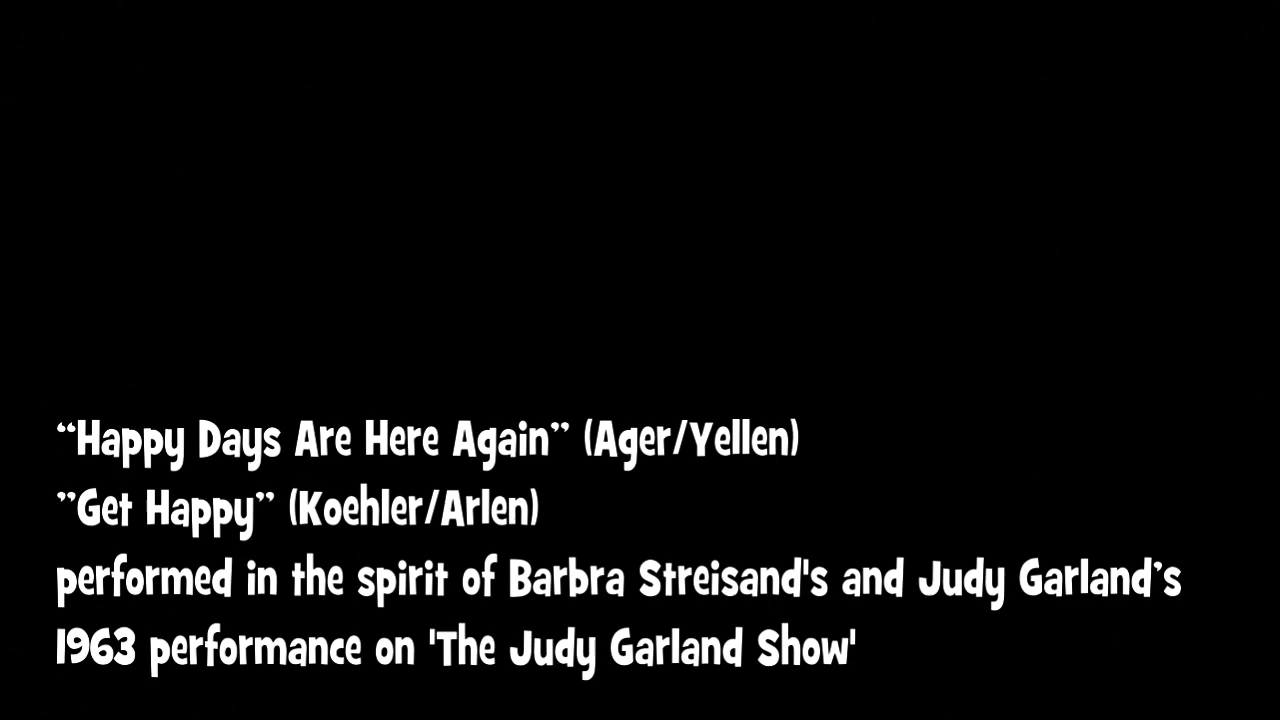 “Happy Days Are Here Again” (Ager/Yellen)
”Get Happy” (Koehler/Arlen)
performed in the spirit of Barbra Streisand's and Judy Garland’s
1963 performance on 'The Judy Garland Show'